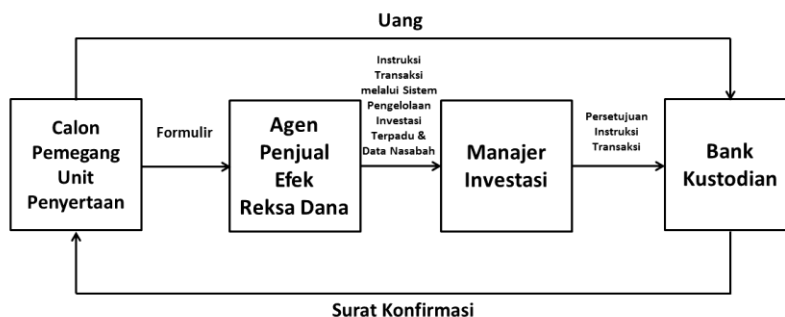 Uang
Calon
Pemegang
Unit
Penyertaan
Formulir
Agen
Penjual
Efek
Reksa Dana
Instruksi
Transaksi
melalui Sistem
Pengelolaan
Investasi
Terpadu &
Data Nasabah
Manajer
Investasi
Persetujuan
Instruksi
Transaksi
Bank
Kustodian
Surat Konfirmasi